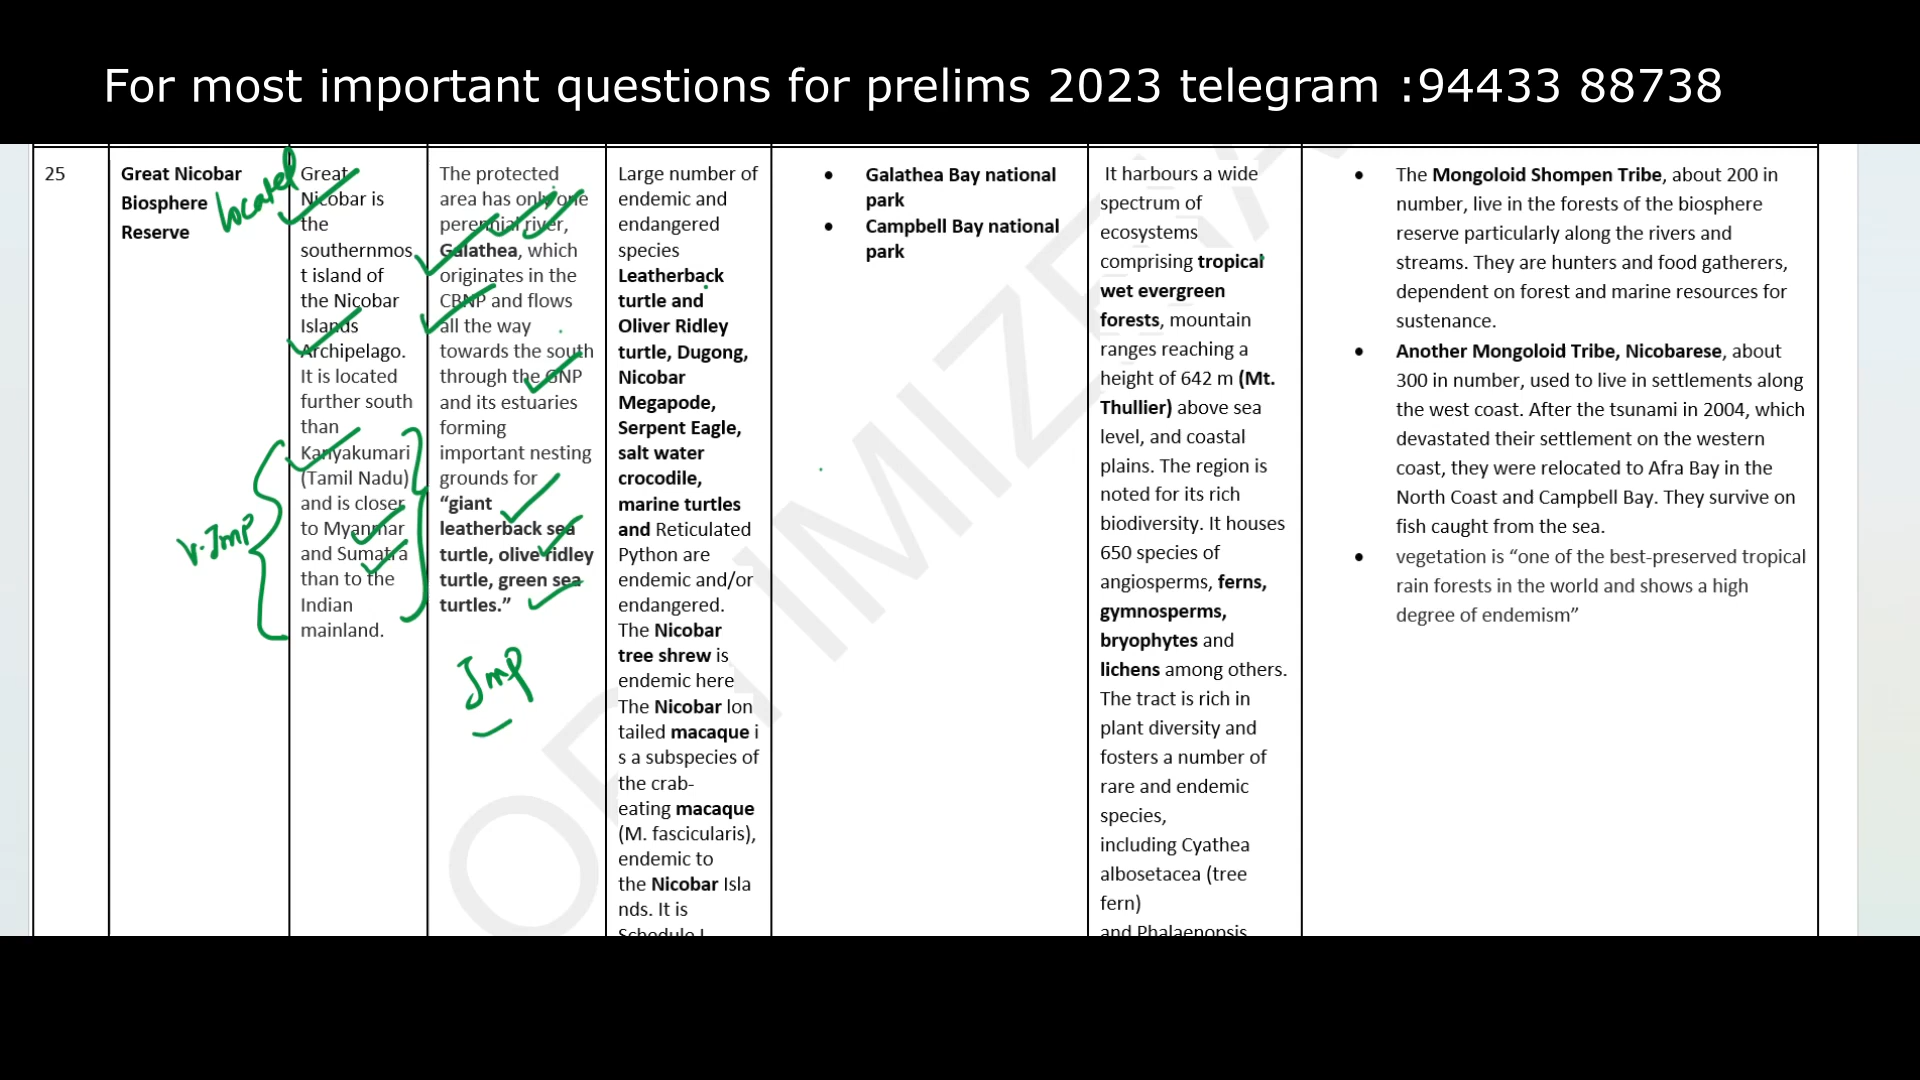 For most important questions for prelims 2023 telegram :94433 88738
25
Great Nicobar
Biosphere
Reserve
Located
Great
Nicobar is
the
southernmos
t island of
the Nicobar
Islands
Archipelago.
It is located
further south
than
Kanyakumari
(Tamil Nadu)
and is closer
to Myanmar
and Sumatra
than to the
Indian
mainland.
V.Imp
The protected
area has only one
perennial river,
Galathea, which
originates in the
CBNP and flows
all the way
towards the south
through the GNP
and its estuaries
forming
important nesting
grounds for
“giant
leatherback sea
turtle, olive ridley
turtle, green sea
turtles.”
Imp
Large number of
endemic and
endangered
species
Leatherback
turtle and
Oliver Ridley
turtle, Dugong,
Nicobar
Megapode,
Serpent Eagle,
salt water
crocodile,
marine turtles
and Reticulated
Python are
endemic and/or
endangered.
The Nicobar
tree shrew is
endemic here
The Nicobar lon
tailed macaque i
s a subspecies of
the crab-
eating macaque
(M. fascicularis),
endemic to
the Nicobar Isla
nds. It is
Schedule I
• Galathea Bay national
park
• Campbell Bay national
park
It harbours a wide
spectrum of
ecosystems
comprising tropical
wet evergreen
forests, mountain
ranges reaching a
height of 642 m (Mt.
Thullier) above sea
level, and coastal
plains. The region is
noted for its rich
biodiversity. It houses
650 species of
angiosperms, ferns,
gymnosperms,
bryophytes and
lichens among others.
The tract is rich in
plant diversity and
fosters a number of
rare and endemic
species,
including Cyathea
albosetacea (tree
fern)
and Phalaenopsis
• The Mongoloid Shompen Tribe, about 200 in
number, live in the forests of the biosphere
reserve particularly along the rivers and
streams. They are hunters and food gatherers,
dependent on forest and marine resources for
sustenance.
• Another Mongoloid Tribe, Nicobarese, about
300 in number, used to live in settlements along
the west coast. After the tsunami in 2004, which
devastated their settlement on the western
coast, they were relocated to Afra Bay in the
North Coast and Campbell Bay. They survive on
fish caught from the sea.
• vegetation is “one of the best-preserved tropical
rain forests in the world and shows a high
degree of endemism”